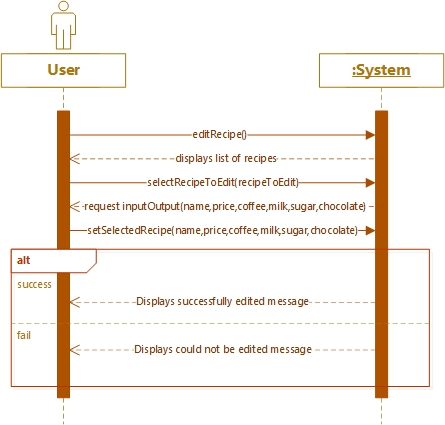 User
:System
editRecipe()
displays list of recipes
selectRecipeToEdit(recipeToEdit)
request inputOutput(name,price,coffee,milk,sugar,chocolate)
setSelectedRecipe(name,price,coffee,milk,sugar,chocolate)
alt
success
Displays successfully edited message
fail
Displays could not be edited message